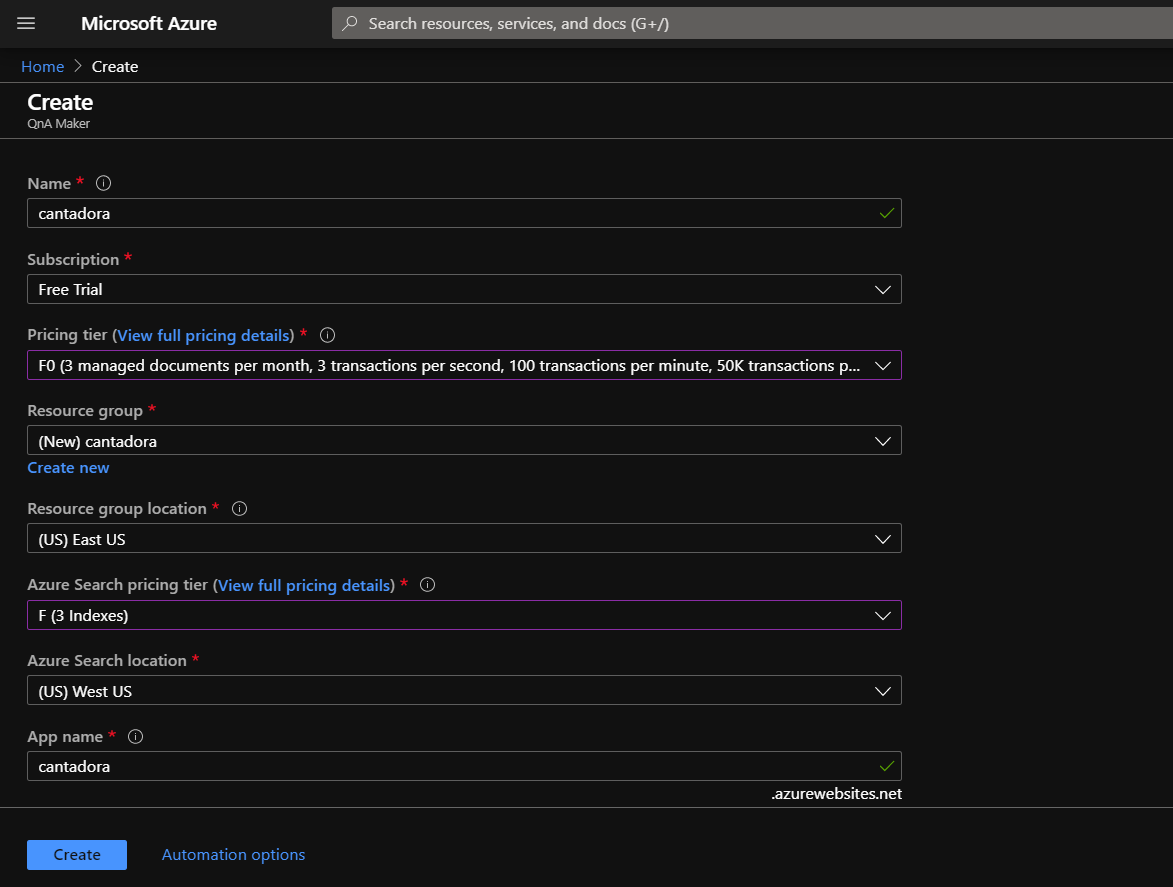 Microsoft Azure
Search resources, services, and docs (G+/)
Home > Create
Create
QnA Maker
Name *
cantadora
Subscription *
Free Trial
Pricing tier (View full pricing details) *
F0 (3 managed documents per month, 3 transactions per second, 100 transactions per minute, 50K transactions p...
Resource group *
(New) cantadora
Create new
Resource group location *
(US) East US
Azure Search pricing tier (View full pricing details) *
F (3 Indexes)
Azure Search location *
(US) West US
App name *
cantadora
.azurewebsites.net
Create
Automation options